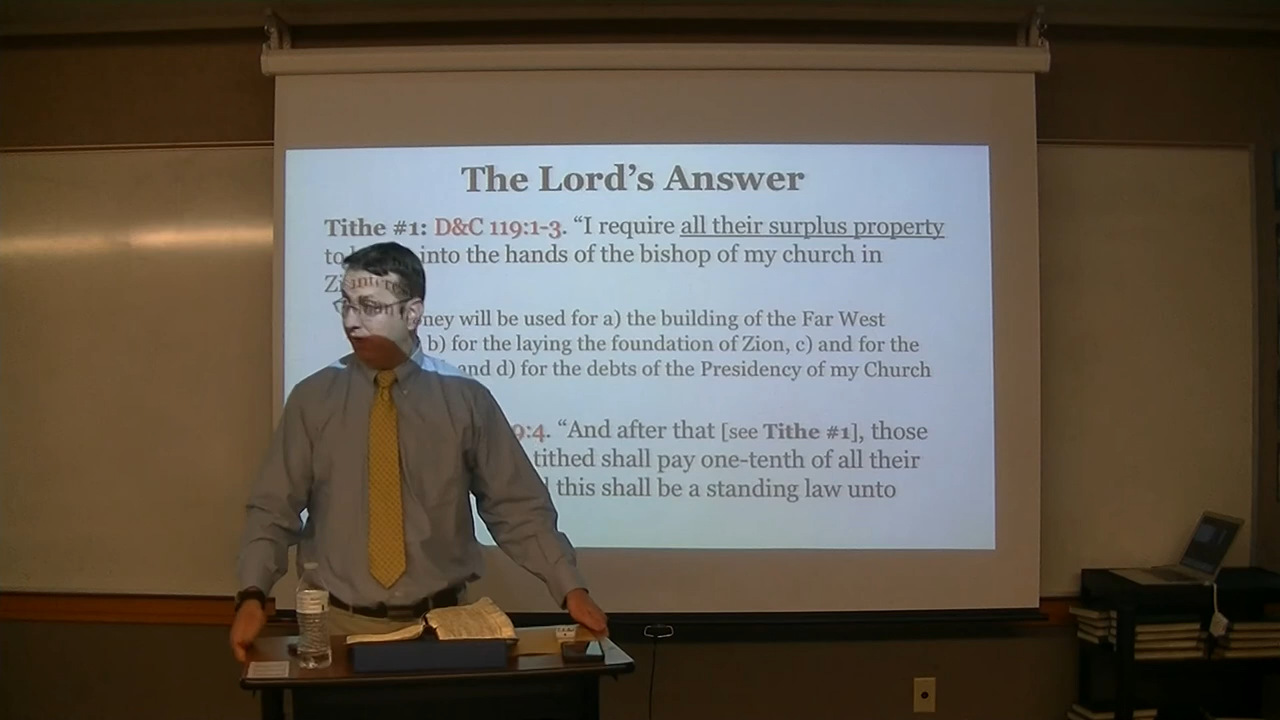 The Lord's Answer
Tithe #1: D&C 119:1-3. “I require all their surplus property
to into the hands of the bishop of my church in
will be used for a) the building of the Far West
b) for the laying the foundation of Zion, c) and for the
and d) for the debts of the Presidency of my Church
:4. “And after that [see Tithe #1], those
tithed shall pay one-tenth of all their
this shall be a standing law unto